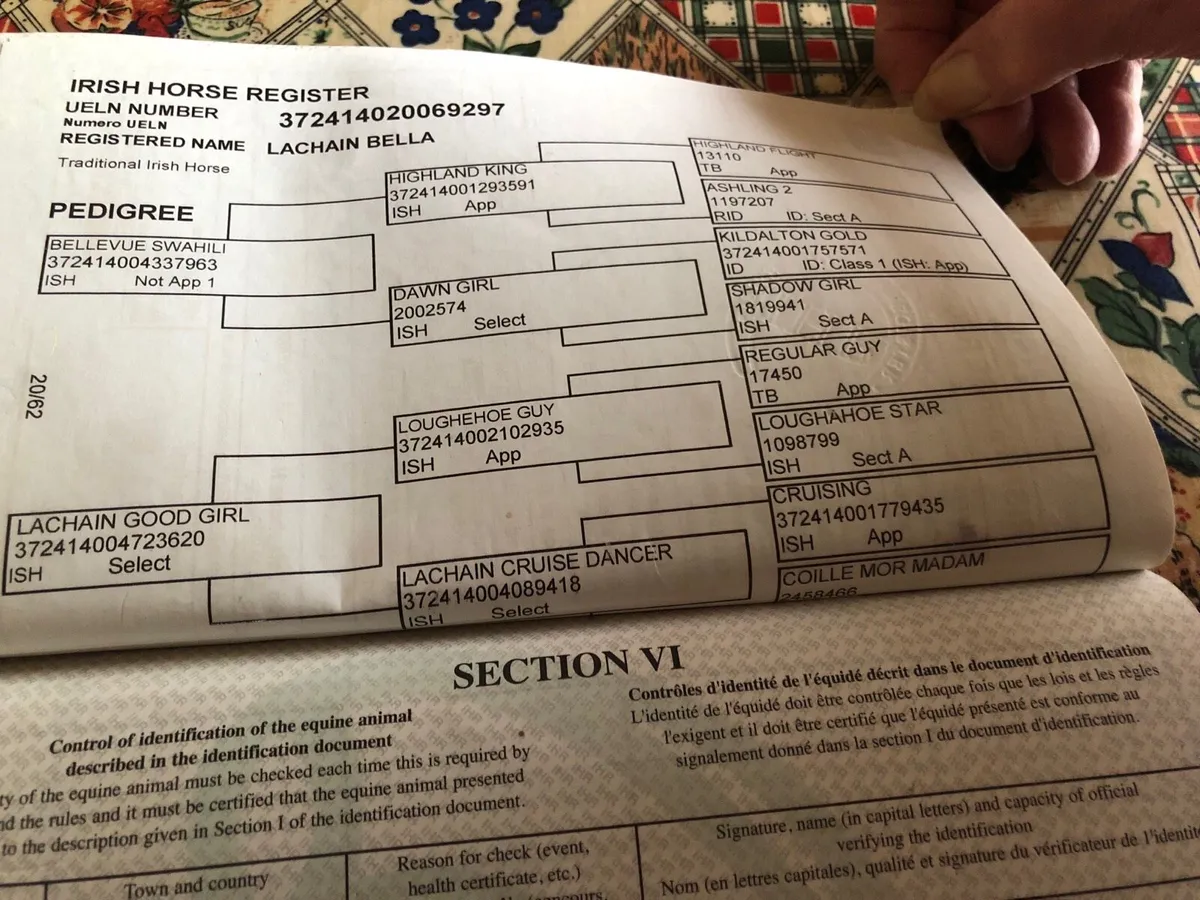 IRISH HORSE REGISTER
UELN NUMBER 372414020069297
Numero UELN
REGISTERED NAME LACHAIN BELLA
Traditional Irish Horse
PEDIGREE
BELLEVUE SWAHILI
372414004337963
ISH Not App 1
HIGHLAND KING
372414001293591
ISH App
HIGHLAND FLIGHT
13110
TB App
ASHLING 2
1197207
RID ID: Sect A
DAWN GIRL
2002574
ISH Select
KILDALTON GOLD
372414001757571
ID ID: Class 1 (ISH: App)
SHADOW GIRL
1819941
ISH Sect A
20/62
LACHAIN GOOD GIRL
372414004723620
ISH Select
LOUGHEHOE GUY
372414002102935
ISH App
REGULAR GUY
17450
TB App
LOUGHAHOE STAR
1098799
ISH Sect A
LACHAIN CRUISE DANCER
372414004089418
ISH Select
CRUISING
372414001779435
ISH App
COILLE MOR MADAM
2458466
SECTION VI
Control of identification of the equine animal
described in the identification document
ty of the equine animal must be checked each time this is required by
nd the rules and it must be certified that the equine animal presented
to the description given in Section I of the identification document.
Contrôles d'identité de l'équidé décrit dans le document d'identification
L'identité de l'équidé doit être contrôlée chaque fois que les lois et les règles
l'exigent et il doit être certifié que l'équidé présenté est conforme au
signalement donné dans la section I du document d'identification.
Town and country
Reason for check (event,
health certificate, etc.)
Signature, name (in capital letters) and capacity of official
verifying the identification
Nom (en lettres capitales), qualité et signature du vérificateur de l'identité